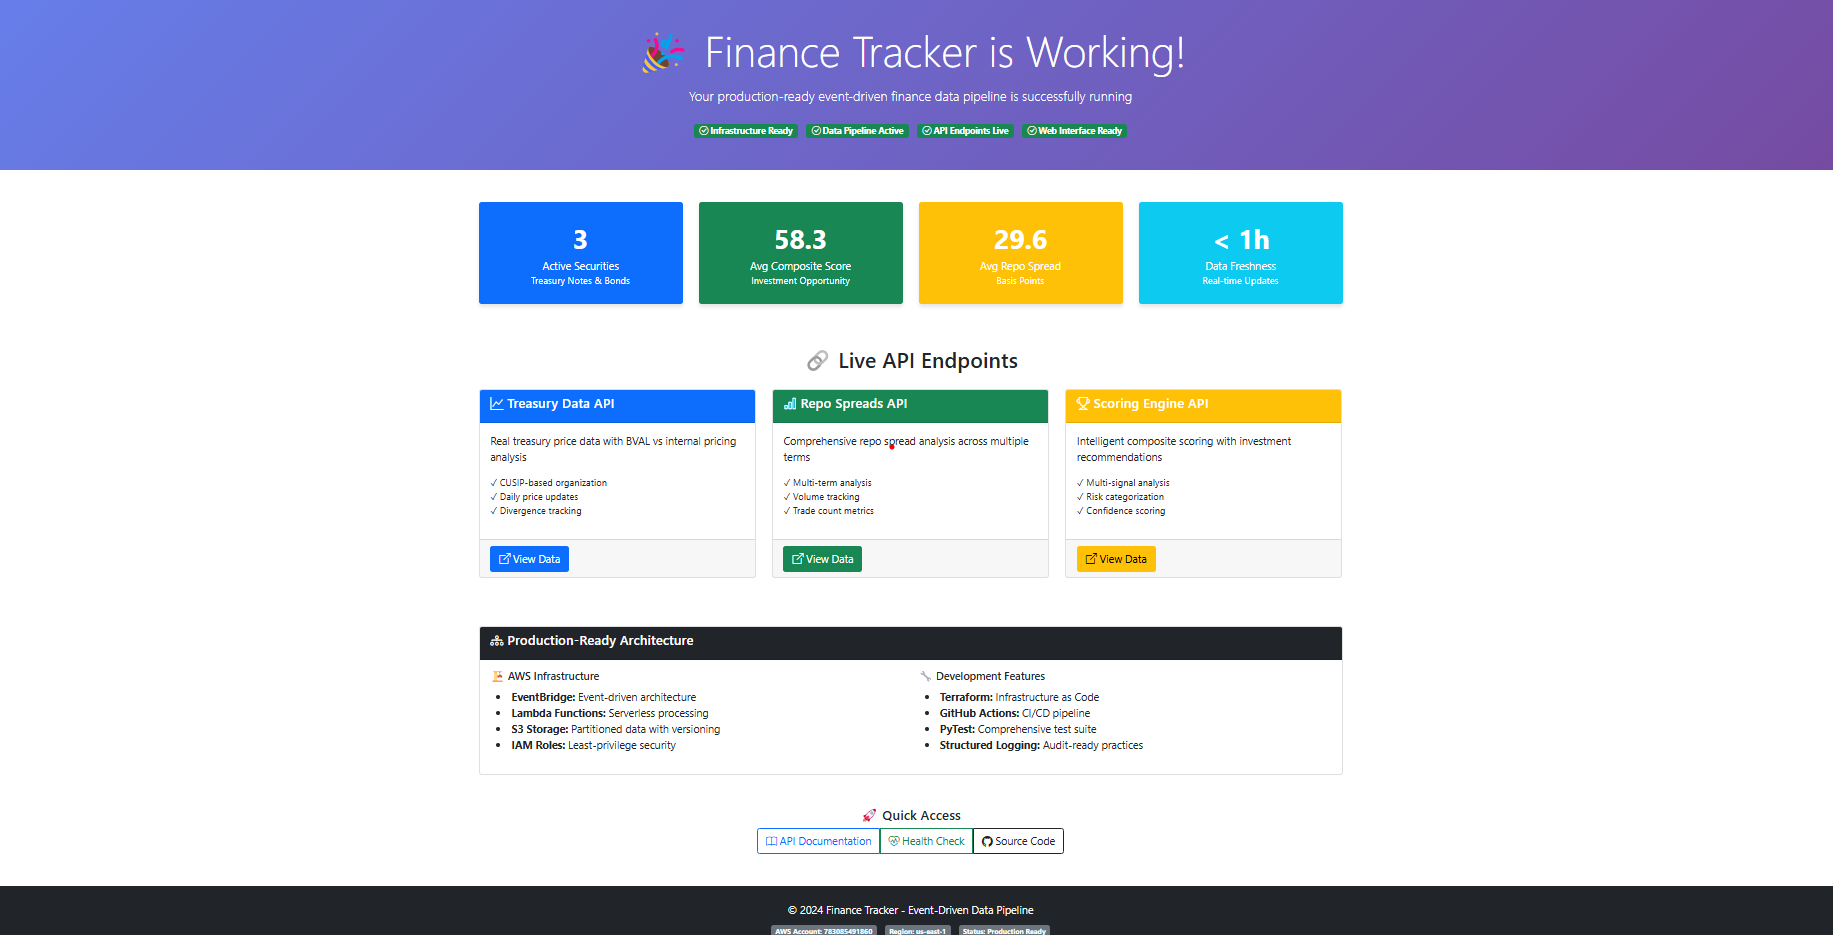 Finance Tracker is Working!
Your production-ready event-driven finance data pipeline is successfully running
Infrastructure Ready Data Pipeline Active API Endpoints Live Web Interface Ready
3
Active Securities
Treasury Notes & Bonds
58.3
Avg Composite Score
Investment Opportunity
29.6
Avg Repo Spread
Basis Points
< 1h
Data Freshness
Real-time Updates
Live API Endpoints
Treasury Data API
Real treasury price data with BVAL vs internal pricing
analysis
✓ CUSIP-based organization
✓ Daily price updates
✓ Divergence tracking
View Data
Repo Spreads API
Comprehensive repo spread analysis across multiple
terms
✓ Multi-term analysis
✓ Volume tracking
✓ Trade count metrics
View Data
Scoring Engine API
Intelligent composite scoring with investment
recommendations
✓ Multi-signal analysis
✓ Risk categorization
✓ Confidence scoring
View Data
Production-Ready Architecture
AWS Infrastructure
• EventBridge: Event-driven architecture
• Lambda Functions: Serverless processing
• S3 Storage: Partitioned data with versioning
• IAM Roles: Least-privilege security
Development Features
• Terraform: Infrastructure as Code
• GitHub Actions: CI/CD pipeline
• PyTest: Comprehensive test suite
• Structured Logging: Audit-ready practices
Quick Access
API Documentation Health Check Source Code
© 2024 Finance Tracker - Event-Driven Data Pipeline
AWS Account: 783085491860 Region: us-east-1 Status: Production Ready